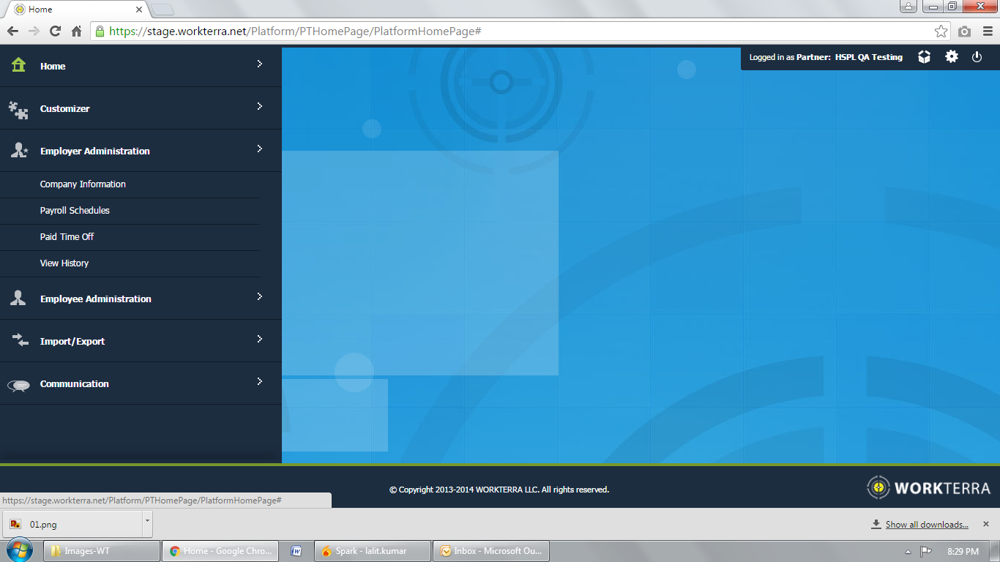 Home
https://stage.workterra.net/Platform/PTHomePage/PlatformHomePage#
Logged in as Partner: HSPL QA Testing
Home
Customizer
Employer Administration
Company Information
Payroll Schedules
Paid Time Off
View History
Employee Administration
Import/Export
Communication
© Copyright 2013-2014 WORKTERRA LLC. All rights reserved.
WORKTERRA
https://stage.workterra.net/Platform/PTHomePage/PlatformHomePage#
01.png
Show all downloads...
Images-WT
Home - Google Chro...
Spark - lalit.kumar
Inbox - Microsoft Ou...
8:29 PM